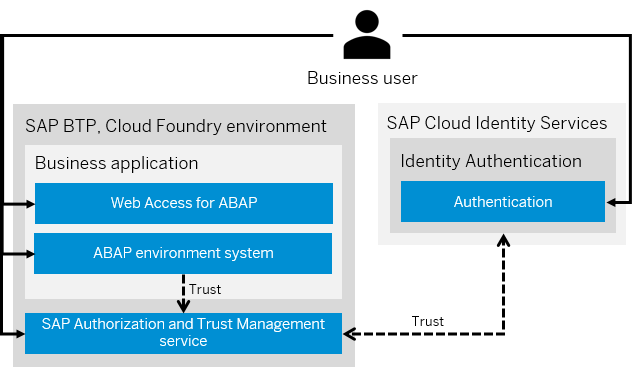 Business user
SAP BTP, Cloud Foundry environment
Business application
Web Access for ABAP
ABAP environment system
Trust
SAP Authorization and Trust Management
service
SAP Cloud Identity Services
Identity Authentication
Authentication
Trust